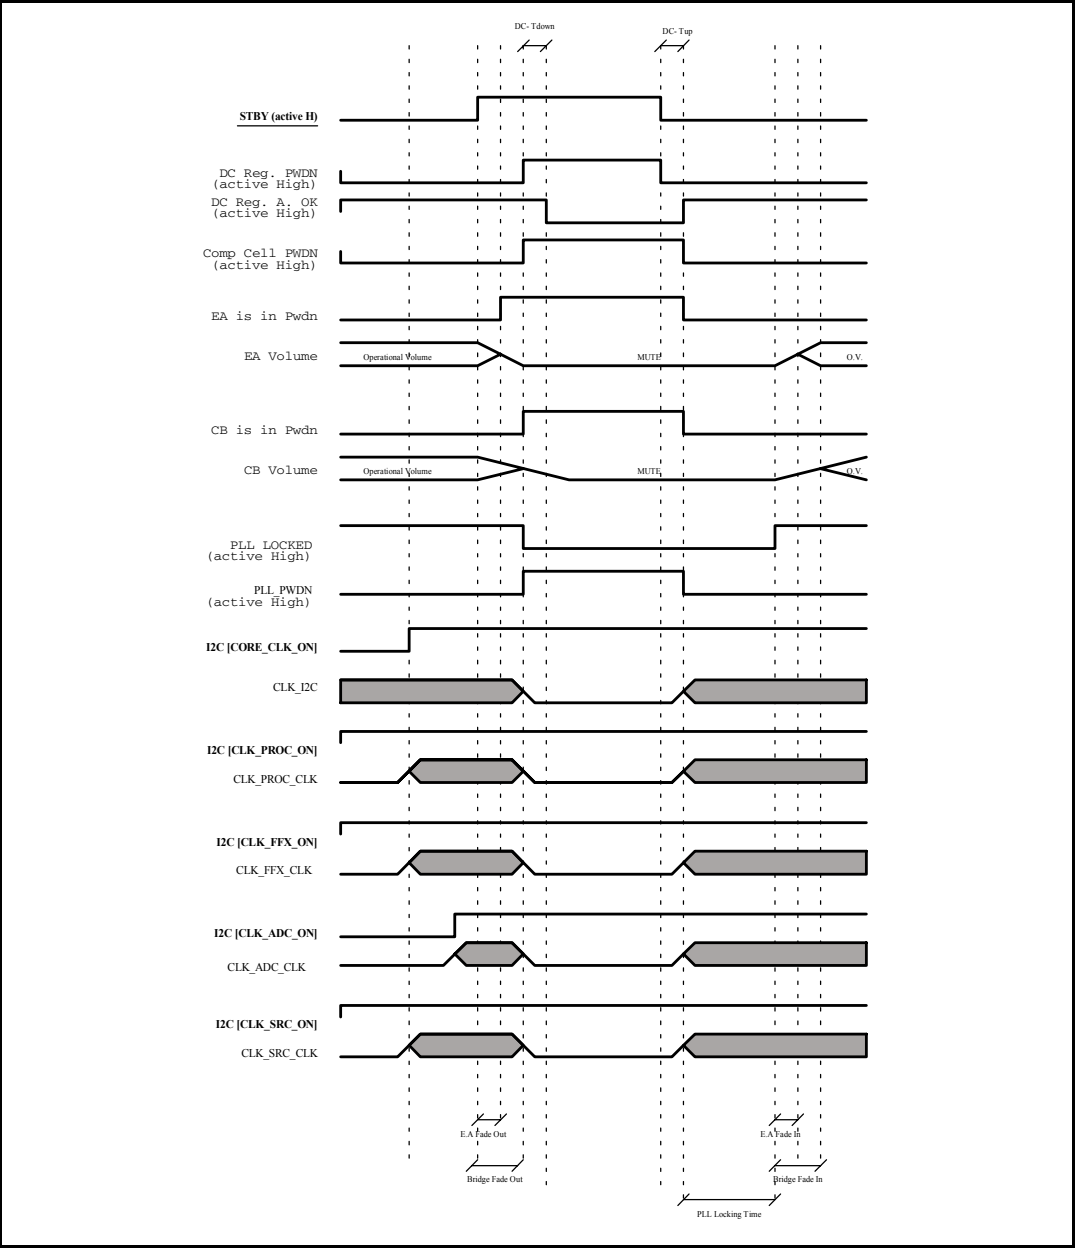 DC- Tdown
DC- Tup
STBY (active H)
DC Reg. PWDN
(active High)
DC Reg. A. OK
(active High)
Comp Cell PWDN
(active High)
EA is in Pwdn
EA Volume
Operational Volume
MUTE
O.V.
CB is in Pwdn
CB Volume
Operational Volume
MUTE
O.V.
PLL LOCKED
(active High)
PLL_PWDN
(active High)
I2C [CORE_CLK_ON]
CLK_I2C
I2C [CLK_PROC_ON]
CLK_PROC_CLK
I2C [CLK_FFX_ON]
CLK_FFX_CLK
I2C [CLK_ADC_ON]
CLK_ADC_CLK
I2C [CLK_SRC_ON]
CLK_SRC_CLK
E.A Fade Out
E.A Fade In
Bridge Fade Out
Bridge Fade In
PLL Locking Time